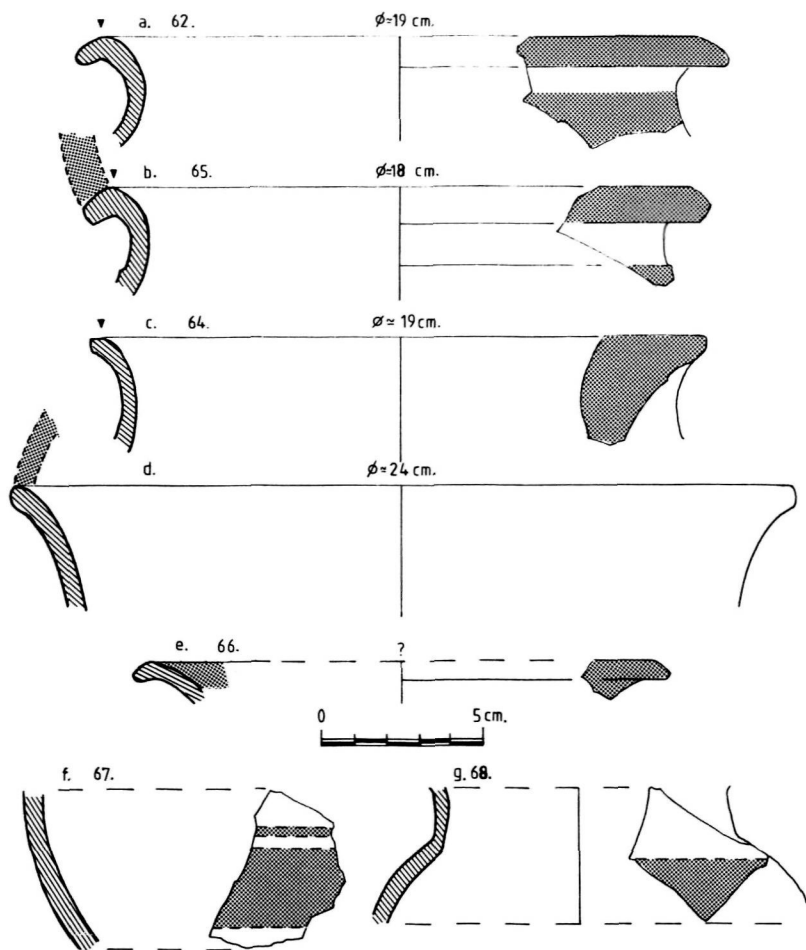 a. 62. ø≃19 cm.
b. 65. ø≃18 cm.
c. 64. ø≃19 cm.
d. ø≃24 cm.
e. 66. ?
0 5 cm.
f. 67. g. 68.